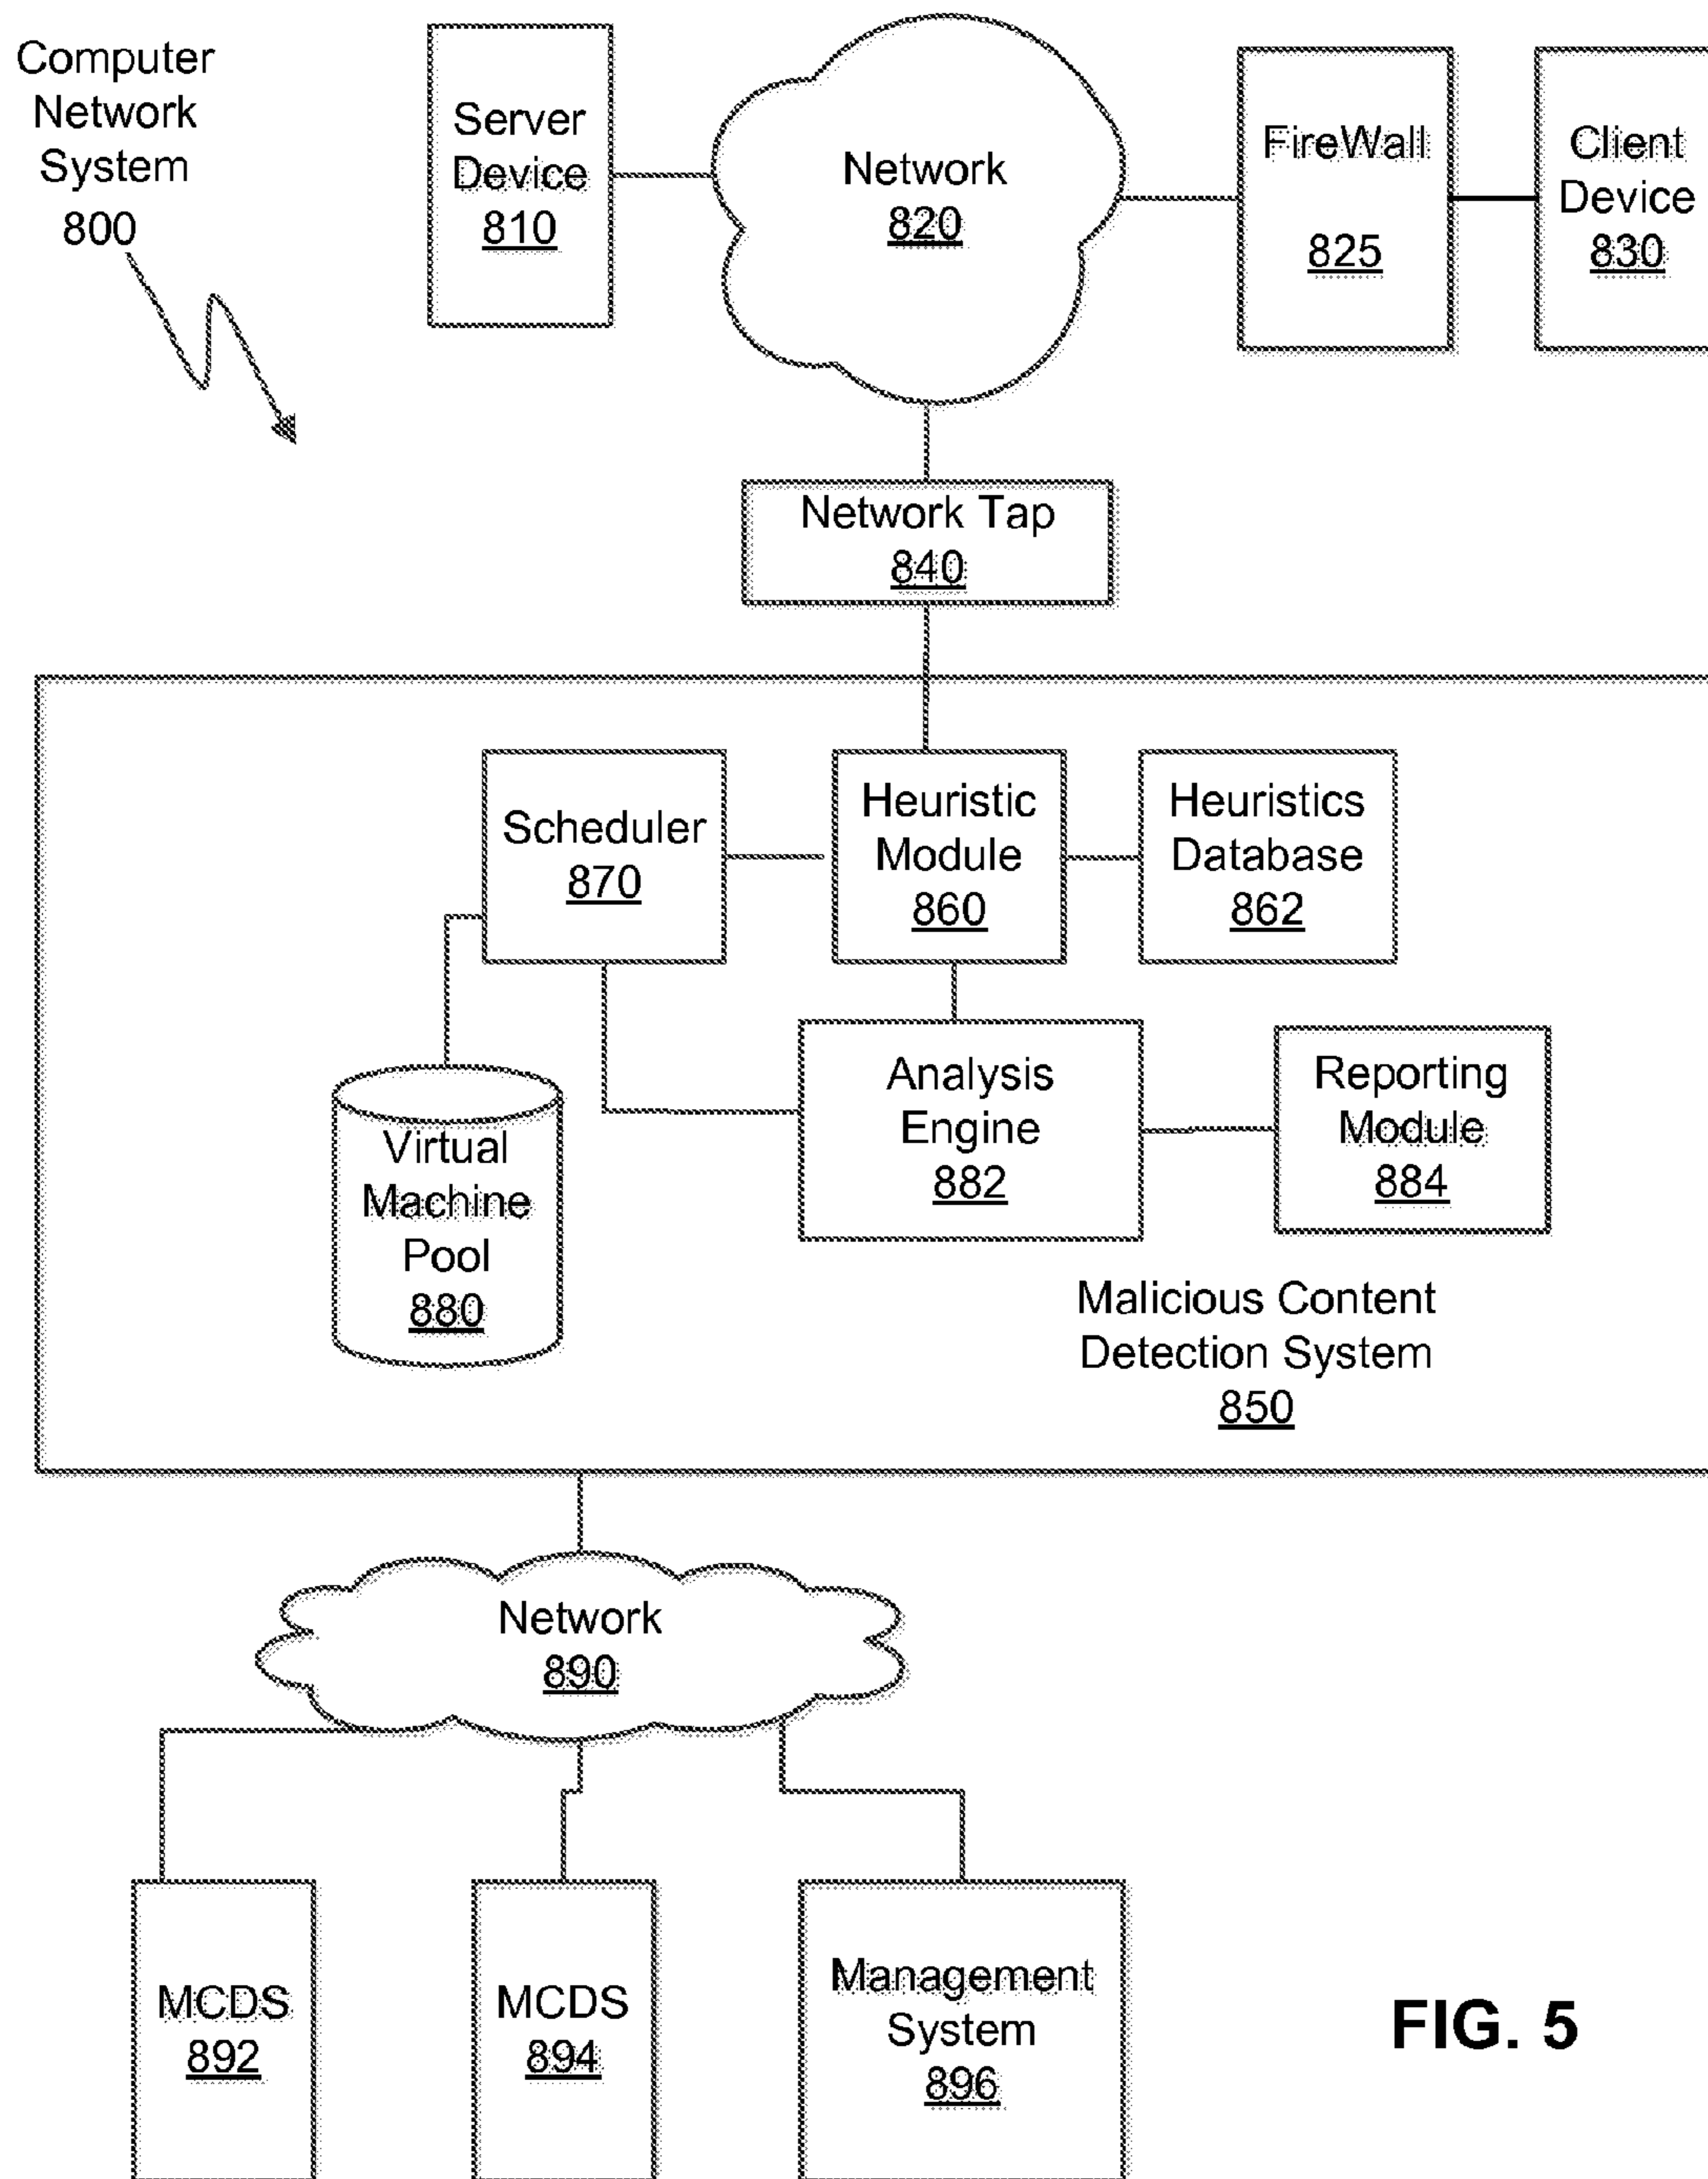 Computer
Network
System
800
Server
Device
810
Network
820
FireWall
825
Client
Device
830
Network Tap
840
Scheduler
870
Heuristic
Module
860
Heuristics
Database
862
Virtual
Machine
Pool
880
Analysis
Engine
882
Reporting
Module
884
Malicious Content
Detection System
850
Network
890
MCDS
892
MCDS
894
Management
System
896
FIG. 5